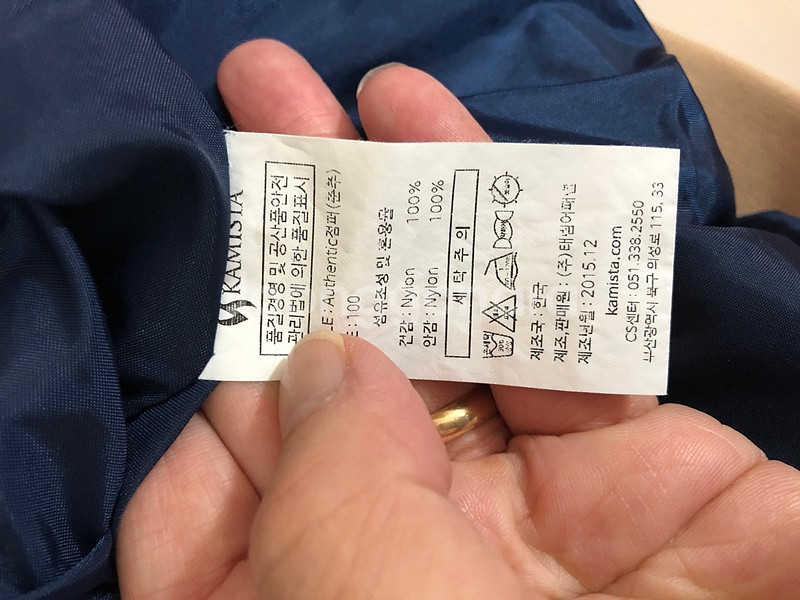 KAMISTA
품질경영 및 공산품안전
관리법에 의한 품질표시
LE : Authentic점퍼(춘추)
E : 100
섬유조성 및 혼용율
겉감 : Nylon 100%
안감 : Nylon 100%
세 탁 주 의
제조국 : 한국
제조,판매원 : (주)태림어패럴
제조년월 : 2015.12
kamista.com
CS센터 : 051.338.2550
부산광역시 북구 의성로 115, 33